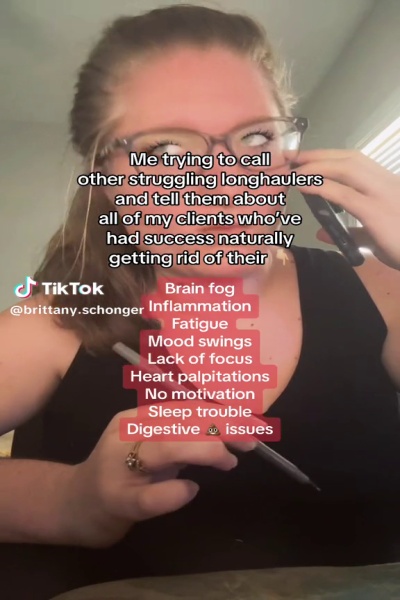 Me trying to call
other struggling longhaulers
and tell them about
all of my clients who've
had success naturally
getting rid of their
TikTok
@brittany.schonger
Brain fog
Inflammation
Fatigue
Mood swings
Lack of focus
Heart palpitations
No motivation
Sleep trouble
Digestive 💩 issues